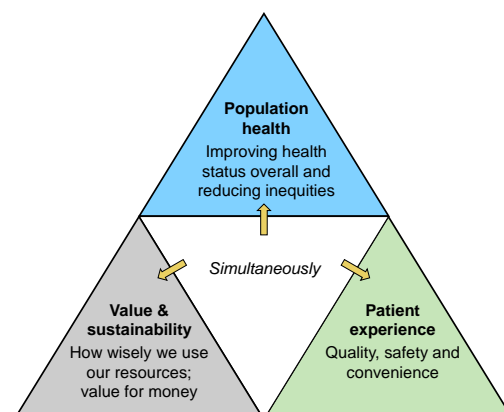 Population
health
Improving health
status overall and
reducing inequities
Simultaneously
Value &
sustainability
How wisely we use
our resources;
value for money
Patient
experience
Quality, safety and
convenience